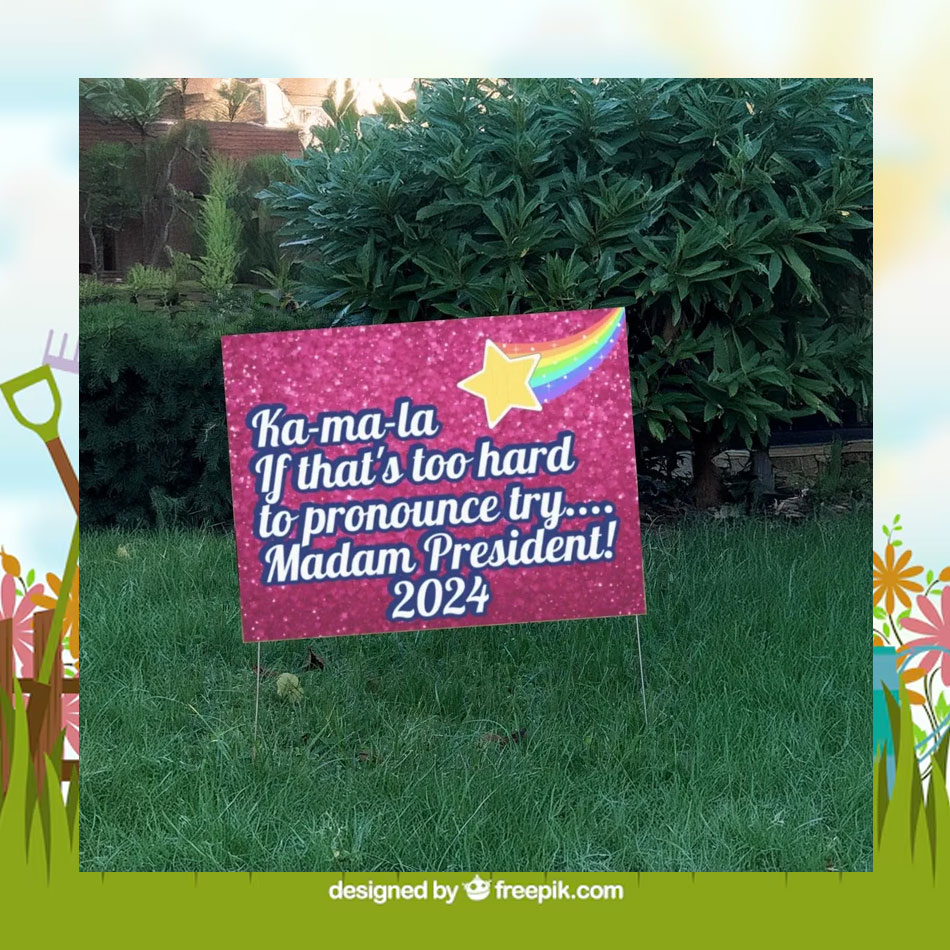 Ka-ma-la
If that's too hard
to pronounce try....
Madam President!
2024
designed by freepik.com